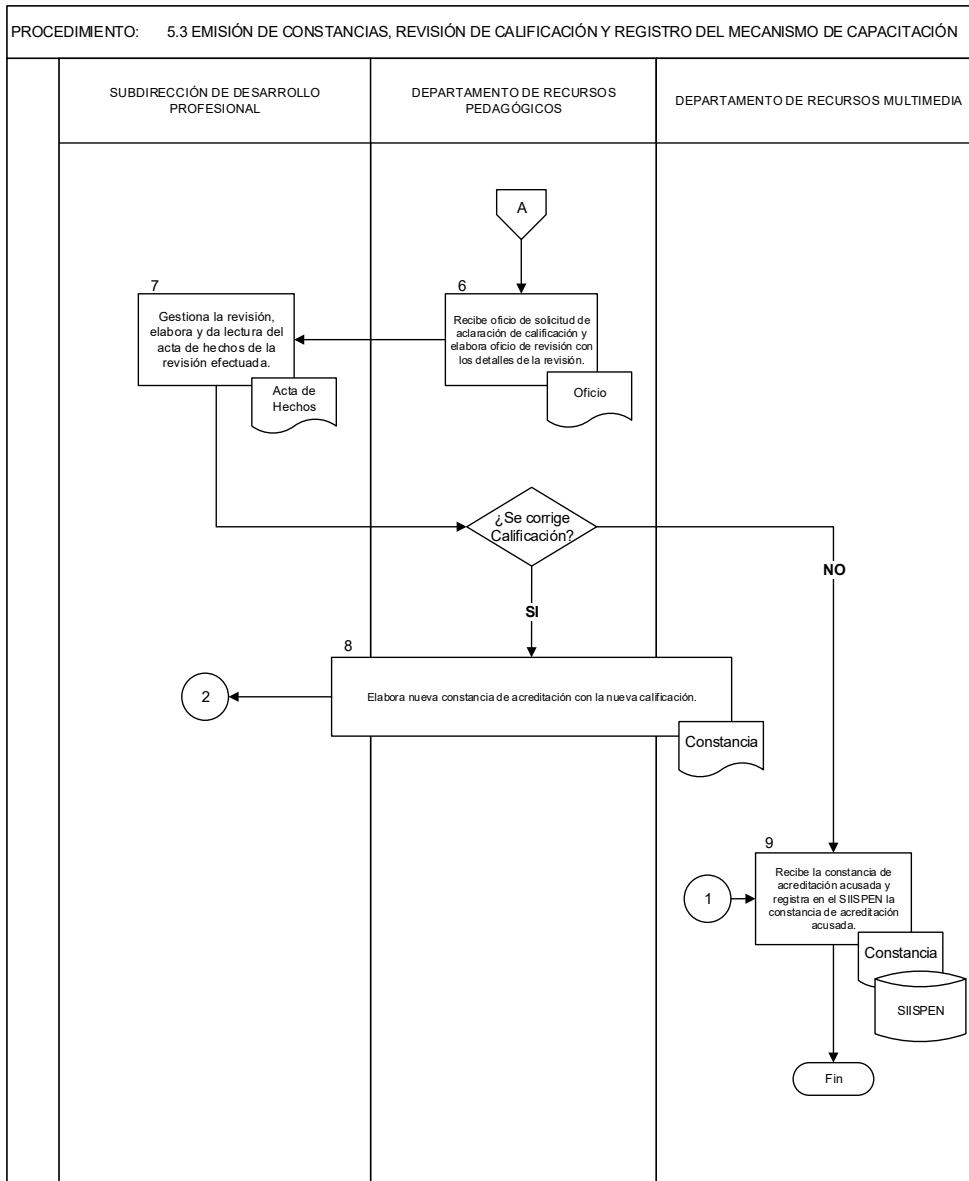 PROCEDIMIENTO: 5.3 EMISIÓN DE CONSTANCIAS, REVISIÓN DE CALIFICACIÓN Y REGISTRO DEL MECANISMO DE CAPACITACIÓN
SUBDIRECCIÓN DE DESARROLLO
PROFESIONAL
DEPARTAMENTO DE RECURSOS
PEDAGÓGICOS
DEPARTAMENTO DE RECURSOS MULTIMEDIA
A
7
Gestiona la revisión,
elabora y da lectura del
acta de hechos de la
revisión efectuada.
Acta de
Hechos
6
Recibe oficio de solicitud de
aclaración de calificación y
elabora oficio de revisión con
los detalles de la revisión.
Oficio
¿Se corrige
Calificación?
NO
SI
8
Elabora nueva constancia de acreditación con la nueva calificación.
Constancia
2
9
Recibe la constancia de
acreditación acusada y
registra en el SIISPEN la
constancia de acreditación
acusada.
1
Constancia
SIISPEN
Fin